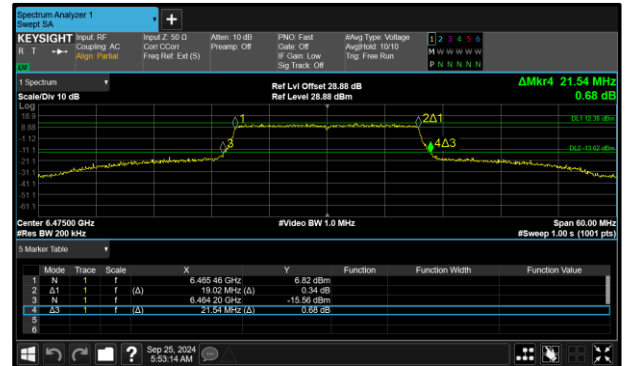 Spectrum Analyzer 1
Swept SA
+
KEYSIGHT Input: RF Input Z: 50 Ω Atten: 10 dB PNO: Fast #Avg Type: Voltage 1 2 3 4 5 6
R T Coupling: AC Corr CCorr Preamp: Off Gate: Off Avg|Hold: 10/10 M W W W W W
Align: Partial Freq Ref: Ext (S) IF Gain: Low Trig: Free Run
Sig Track: Off P N N N N N
1 Spectrum Ref Lvl Offset 28.88 dB ΔMkr4 21.54 MHz
Scale/Div 10 dB Ref Level 28.88 dBm 0.68 dB
Log
18.9 1 2Δ1 DL1 12.38 dBm
8.88
-1.12
-11.1 3 4Δ3 DL2 -13.62 dBm
-21.1
-31.1
-41.1
-51.1
-61.1
Center 6.47500 GHz #Video BW 1.0 MHz Span 60.00 MHz
#Res BW 200 kHz #Sweep 1.00 s (1001 pts)
5 Marker Table
Mode Trace Scale X Y Function Function Width Function Value
1 N 1 f 6.465 46 GHz 6.82 dBm
2 Δ1 1 f (Δ) 19.02 MHz (Δ) 0.34 dB
3 N 1 f 6.464 20 GHz -15.56 dBm
4 Δ3 1 f (Δ) 21.54 MHz (Δ) 0.68 dB
5
6
? Sep 25, 2024
5:53:14 AM